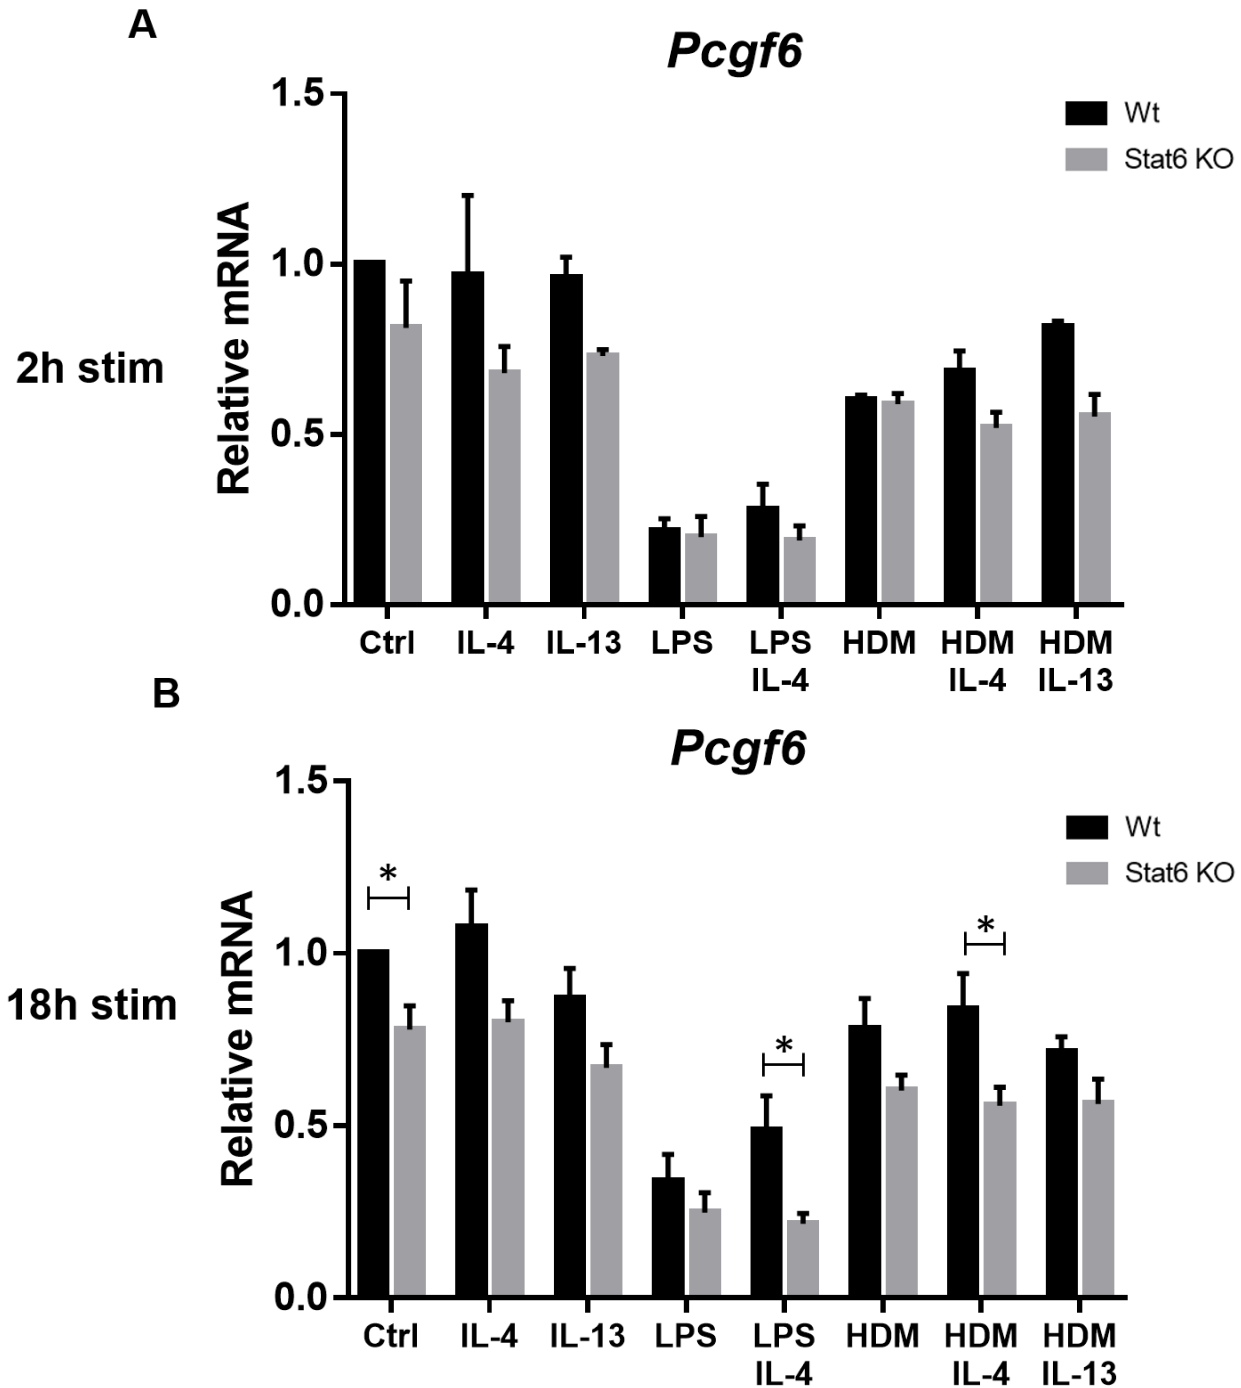 A
Pcgf6
1.5
Wt
Stat6 KO
1.0
Relative mRNA
2h stim
0.5
0.0
Ctrl IL-4 IL-13 LPS LPS HDM HDM HDM
IL-4 IL-4 IL-13
B
Pcgf6
1.5
Wt
Stat6 KO
*
*
1.0
Relative mRNA
18h stim
*
0.5
0.0
Ctrl IL-4 IL-13 LPS LPS HDM HDM HDM
IL-4 IL-4 IL-13